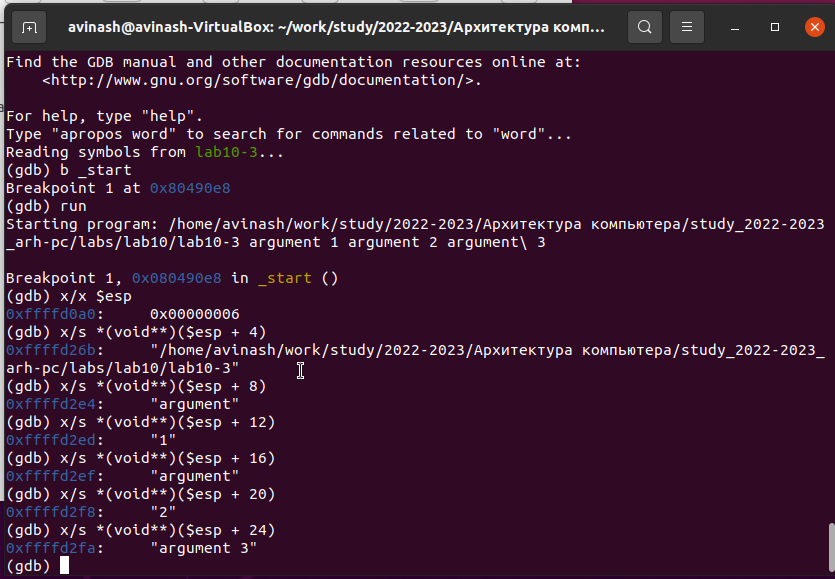 avinash@avinash-VirtualBox: ~/work/study/2022-2023/Архитектура комп...
Find the GDB manual and other documentation resources online at:
    <http://www.gnu.org/software/gdb/documentation/>.
For help, type "help".
Type "apropos word" to search for commands related to "word"...
Reading symbols from lab10-3...
(gdb) b _start
Breakpoint 1 at 0x80490e8
(gdb) run
Starting program: /home/avinash/work/study/2022-2023/Архитектура компьютера/study_2022-2023
_arh-pc/labs/lab10/lab10-3 argument 1 argument 2 argument\ 3
Breakpoint 1, 0x080490e8 in _start ()
(gdb) x/x $esp
0xffffd0a0:     0x00000006
(gdb) x/s *(void**)($esp + 4)
0xffffd26b:     "/home/avinash/work/study/2022-2023/Архитектура компьютера/study_2022-2023_
arh-pc/labs/lab10/lab10-3"
(gdb) x/s *(void**)($esp + 8)
0xffffd2e4:     "argument"
(gdb) x/s *(void**)($esp + 12)
0xffffd2ed:     "1"
(gdb) x/s *(void**)($esp + 16)
0xffffd2ef:     "argument"
(gdb) x/s *(void**)($esp + 20)
0xffffd2f8:     "2"
(gdb) x/s *(void**)($esp + 24)
0xffffd2fa:     "argument 3"
(gdb)